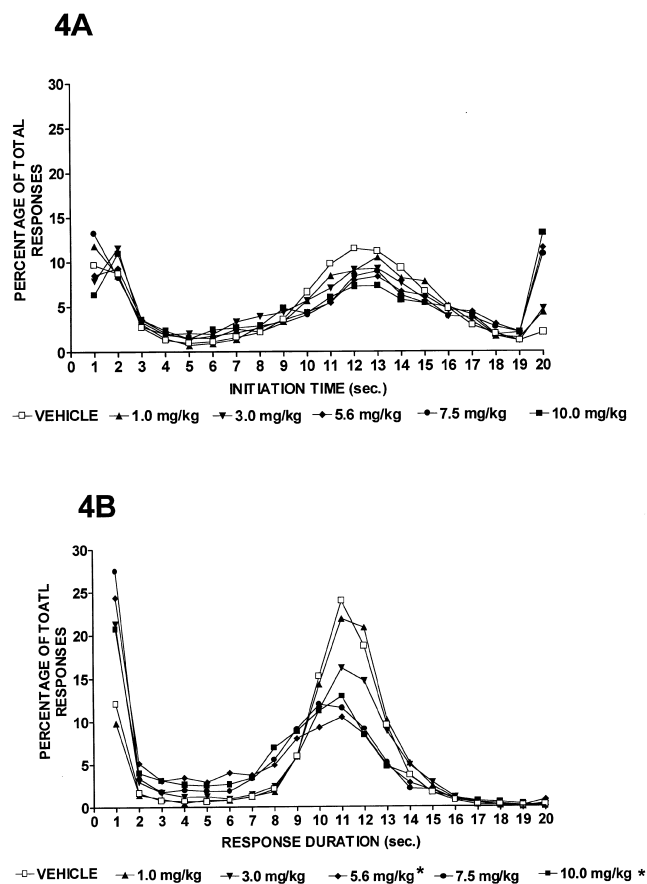 4A
30
25
20
15
10
5
0
PERCENTAGE OF TOTAL
RESPONSES
0 1 2 3 4 5 6 7 8 9 10 11 12 13 14 15 16 17 18 19 20
INITIATION TIME (sec.)
VEHICLE 1.0 mg/kg 3.0 mg/kg 5.6 mg/kg 7.5 mg/kg 10.0 mg/kg
4B
30
25
20
15
10
5
0
PERCENTAGE OF TOATL
RESPONSES
0 1 2 3 4 5 6 7 8 9 10 11 12 13 14 15 16 17 18 19 20
RESPONSE DURATION (sec.)
VEHICLE 1.0 mg/kg 3.0 mg/kg 5.6 mg/kg* 7.5 mg/kg 10.0 mg/kg *